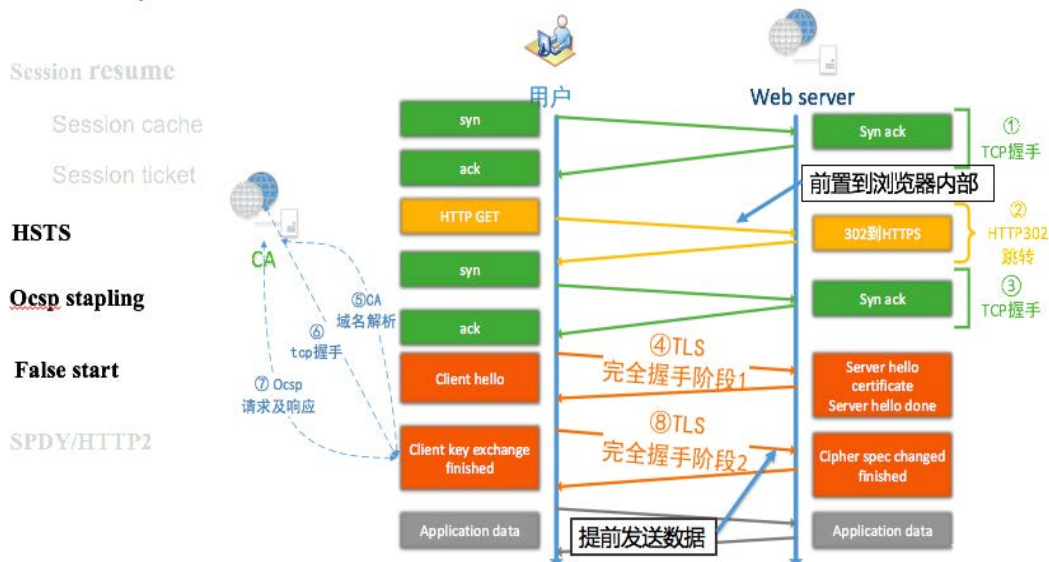 Session resume
Session cache
Session ticket
HSTS
Ocsp stapling
False start
SPDY/HTTP2
CA
⑤CA
域名解析
⑥
tcp握手
⑦Ocsp
请求及响应
用户
Web server
syn
Syn ack
①
TCP握手
ack
前置到浏览器内部
HTTP GET
302到HTTPS
②
HTTP302
跳转
syn
Syn ack
③
TCP握手
ack
④TLS
完全握手阶段1
Client hello
Server hello
certificate
Server hello done
⑧TLS
完全握手阶段2
Client key exchange
finished
Cipher spec changed
finished
提前发送数据
Application data
Application data